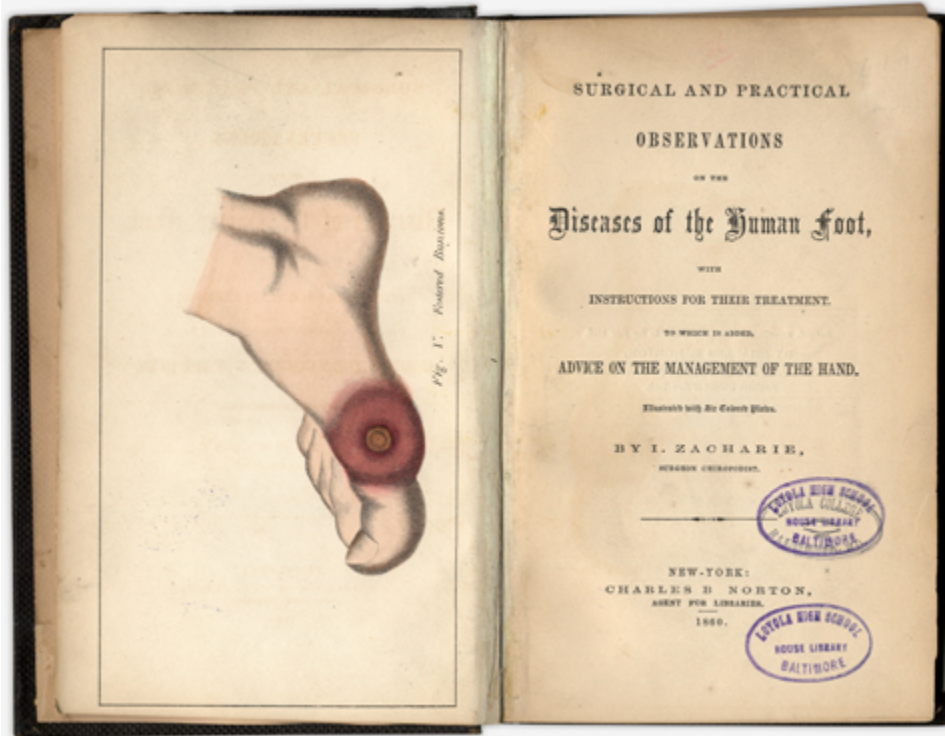 Fig. V. Festered Bunione.
SURGICAL AND PRACTICAL
OBSERVATIONS
ON THE
Diseases of the Human Foot,
WITH
INSTRUCTIONS FOR THEIR TREATMENT.
TO WHICH IS ADDED,
ADVICE ON THE MANAGEMENT OF THE HAND.
Illustrated with Six Colored Plates.
BY I. ZACHARIE,
SURGEON CHIROPODIST.
LOYOLA HIGH SCHOOL
LOYOLA COLLEGE
HOUSE LIBRARY
BALTIMORE
NEW-YORK:
CHARLES B NORTON,
AGENT FOR LIBRARIES.
1860.
LOYOLA HIGH SCHOOL
HOUSE LIBRARY
BALTIMORE